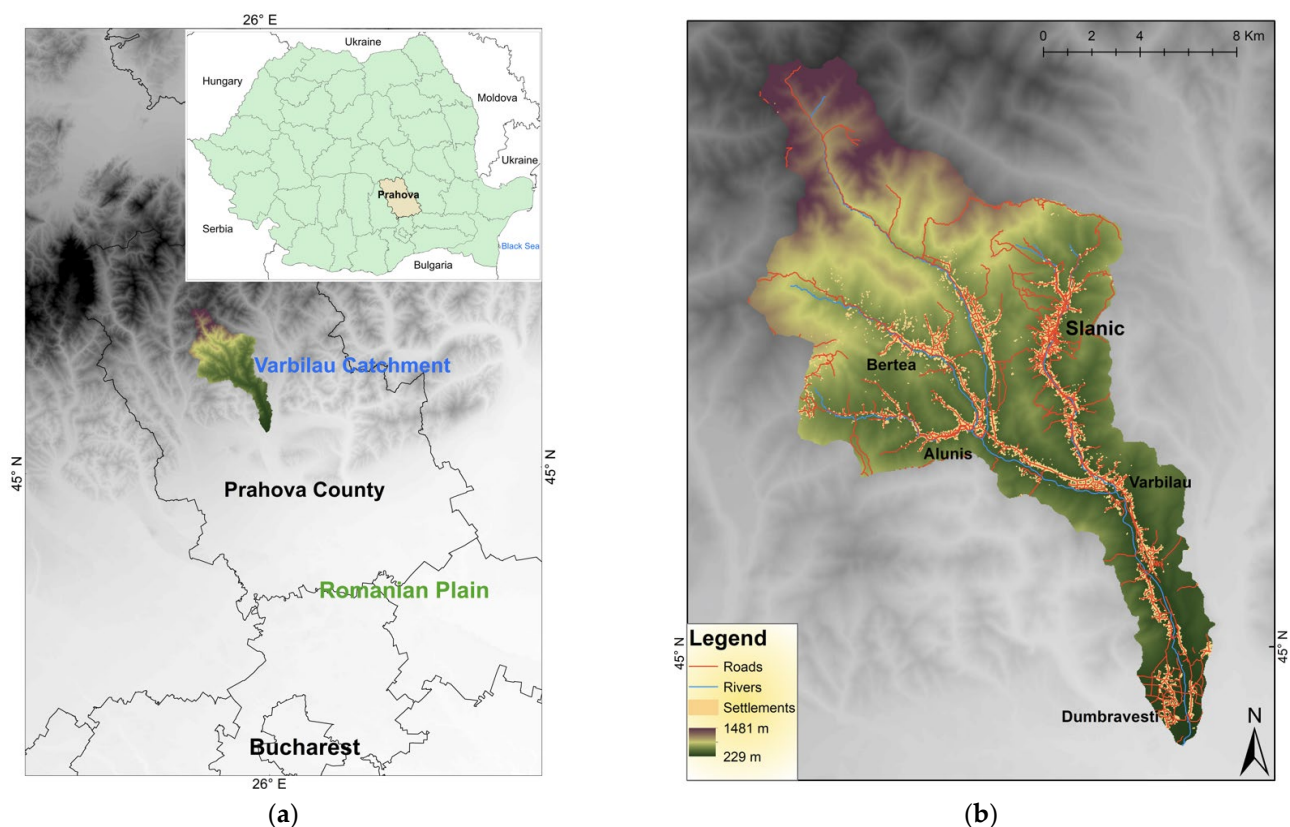 26° E
Ukraine
Hungary
Moldova
Ukraine
Prahova
Serbia
Black Sea
Bulgaria
Varbilau Catchment
45° N
45° N
Prahova County
Romanian Plain
Bucharest
26° E
(a)
0 2 4 8 Km
Slanic
Bertea
Alunis
Varbilau
45° N
45° N
Legend
Roads
Rivers
Settlements
1481 m
229 m
Dumbravesti
N
(b)